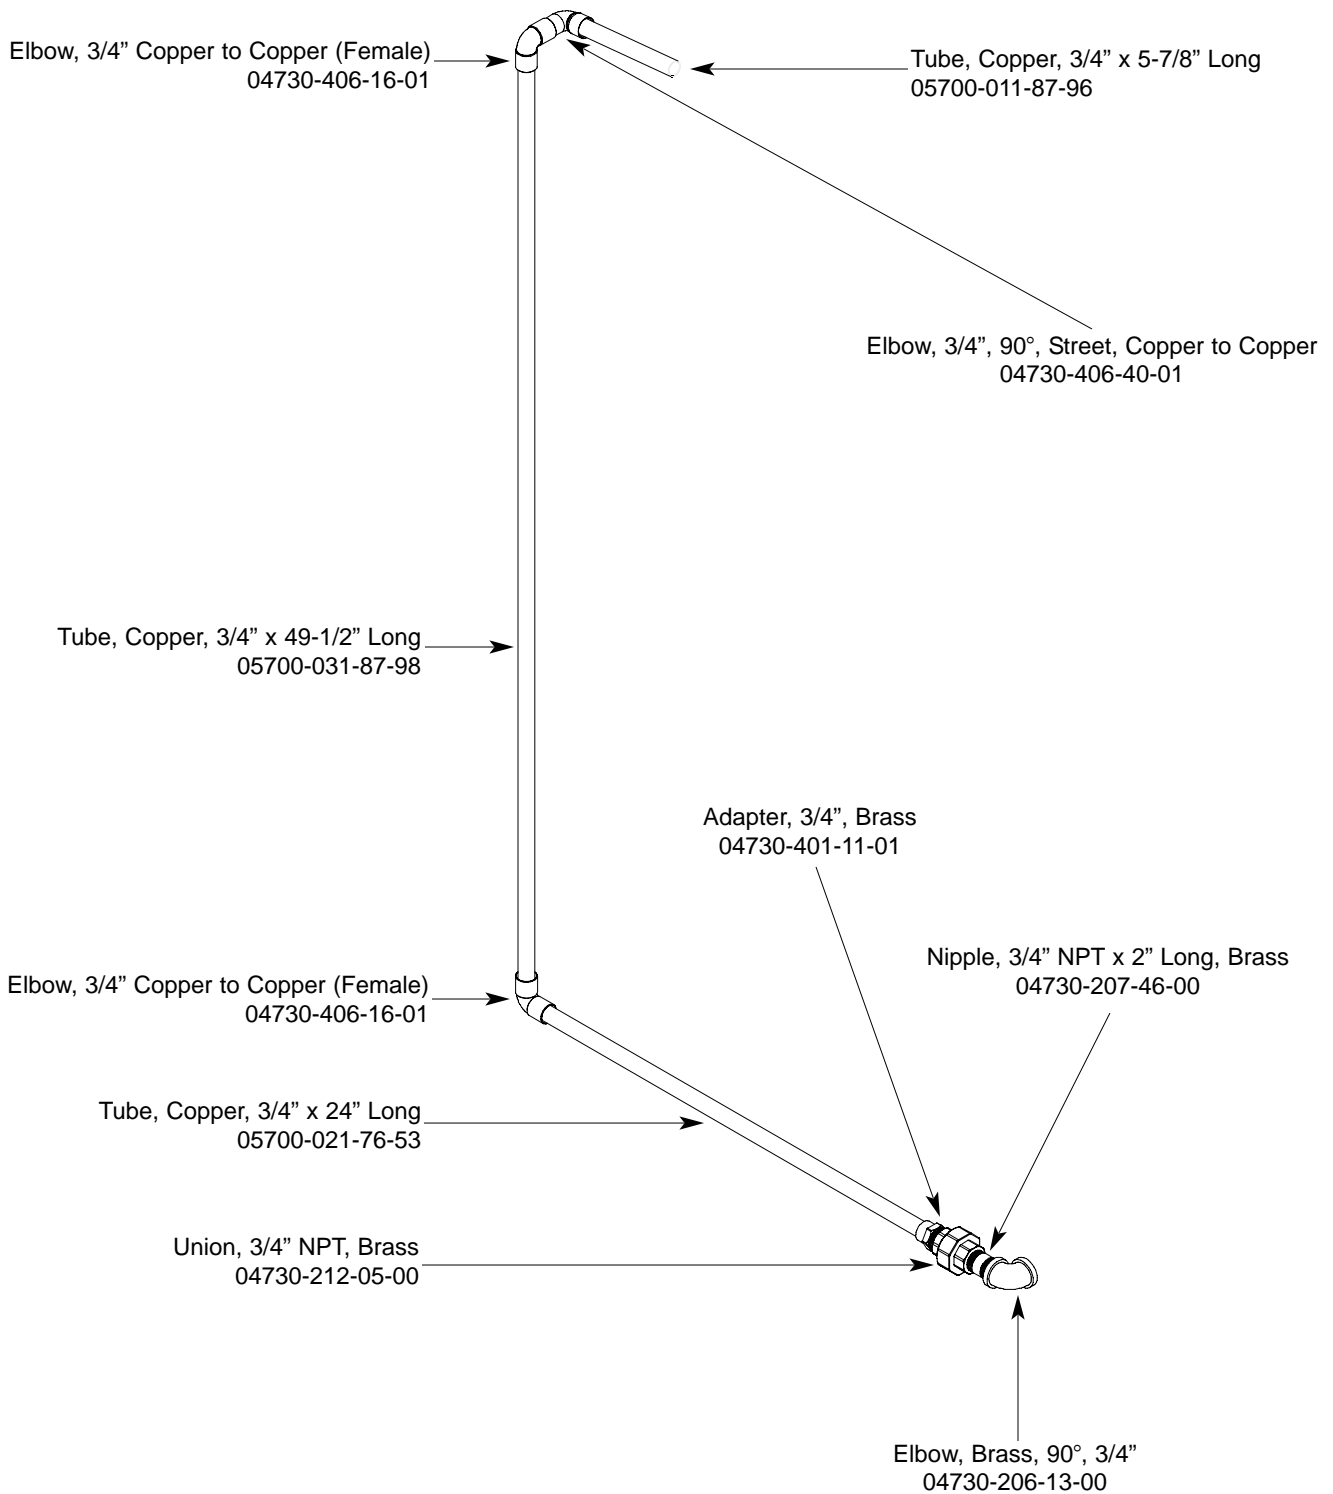 Elbow, 3/4” Copper to Copper (Female)
04730-406-16-01
Tube, Copper, 3/4” x 5-7/8” Long
05700-011-87-96
Elbow, 3/4”, 90°, Street, Copper to Copper
04730-406-40-01
Tube, Copper, 3/4” x 49-1/2” Long
05700-031-87-98
Adapter, 3/4”, Brass
04730-401-11-01
Nipple, 3/4” NPT x 2” Long, Brass
04730-207-46-00
Elbow, 3/4” Copper to Copper (Female)
04730-406-16-01
Tube, Copper, 3/4” x 24” Long
05700-021-76-53
Union, 3/4” NPT, Brass
04730-212-05-00
Elbow, Brass, 90°, 3/4”
04730-206-13-00